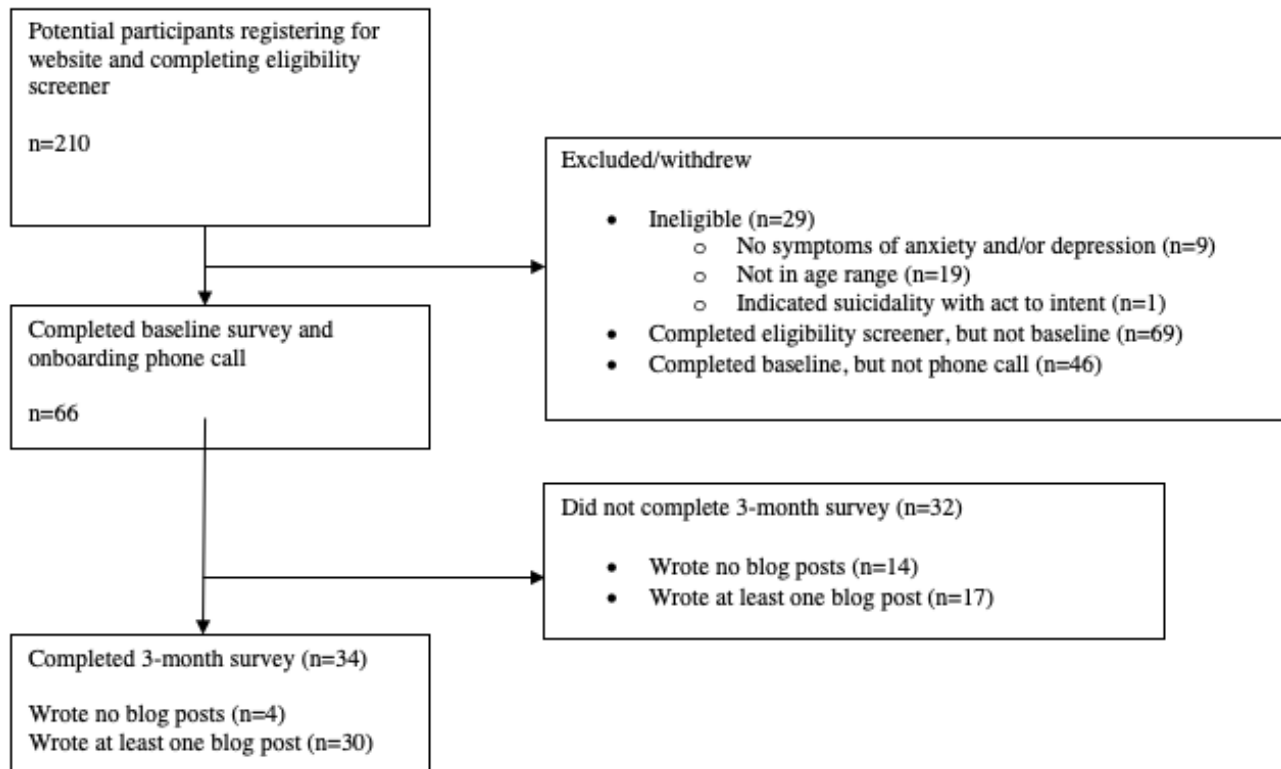 Potential participants registering for
website and completing eligibility
screener
n=210
Excluded/withdrew
• Ineligible (n=29)
o No symptoms of anxiety and/or depression (n=9)
o Not in age range (n=19)
o Indicated suicidality with act to intent (n=1)
• Completed eligibility screener, but not baseline (n=69)
• Completed baseline, but not phone call (n=46)
Completed baseline survey and
onboarding phone call
n=66
Did not complete 3-month survey (n=32)
• Wrote no blog posts (n=14)
• Wrote at least one blog post (n=17)
Completed 3-month survey (n=34)
Wrote no blog posts (n=4)
Wrote at least one blog post (n=30)